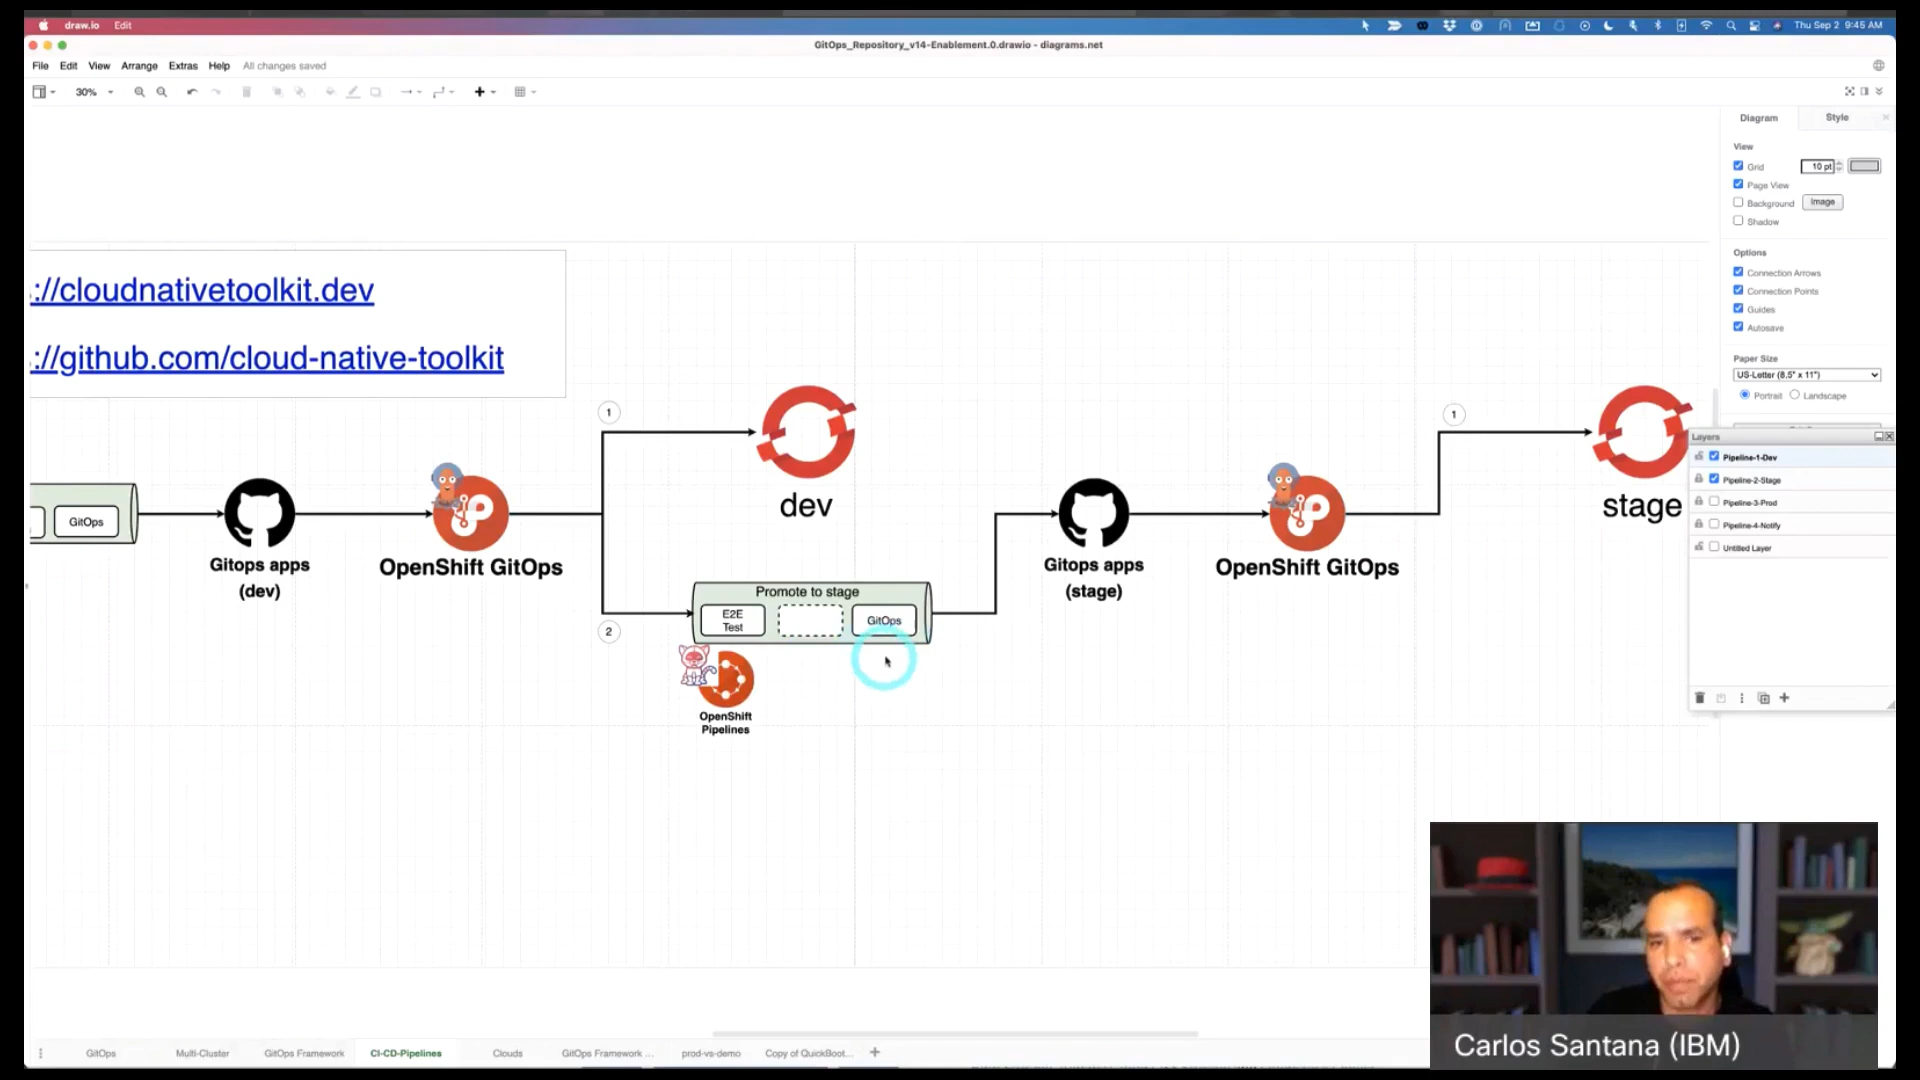 draw.io Edit
Thu Sep 2 9:45 AM
GitOps_Repository_v14-Enablement.0.drawio - diagrams.net
File Edit View Arrange Extras Help All changes saved
30%
Diagram Style
View
Grid 10 pt
Page View
Background Image
Shadow
Options
Connection Arrows
Connection Points
Guides
Autosave
Paper Size
US-Letter (8.5" x 11")
Portrait Landscape
://cloudnativetoolkit.dev
://github.com/cloud-native-toolkit
1
dev
1
stage
GitOps
Gitops apps
(dev)
OpenShift GitOps
Gitops apps
(stage)
OpenShift GitOps
2
Promote to stage
E2E
Test
GitOps
OpenShift
Pipelines
Layers
Pipeline-1-Dev
Pipeline-2-Stage
Pipeline-3-Prod
Pipeline-4-Notify
Untitled Layer
GitOps Multi-Cluster GitOps Framework CI-CD-Pipelines Clouds GitOps Framework ... prod-vs-demo Copy of QuickBoot...
Carlos Santana (IBM)